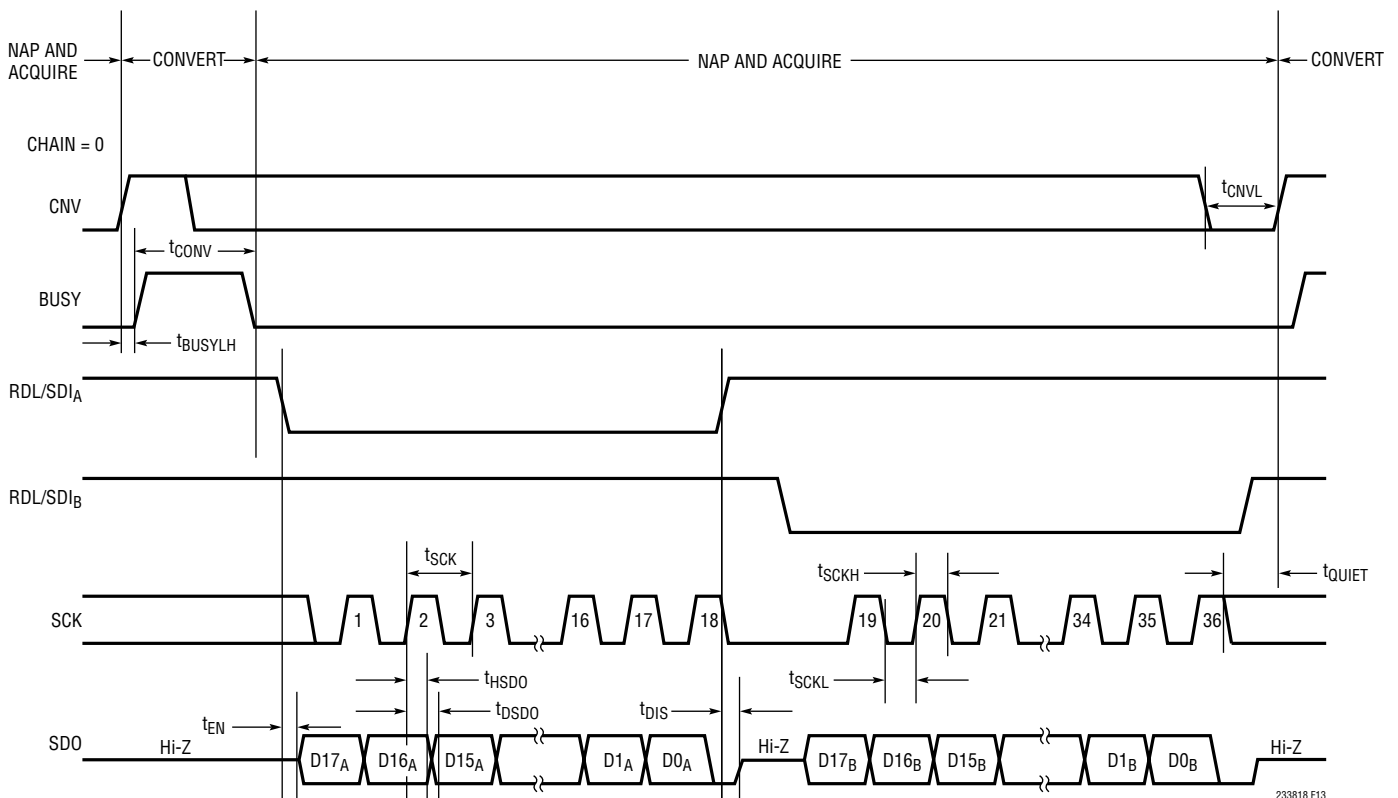 NAP AND
ACQUIRE
CONVERT
NAP AND ACQUIRE
CONVERT
CHAIN = 0
CNV
tCNVL
tCONV
BUSY
tBUSYLH
RDL/SDIA
RDL/SDIB
tSCK
tSCKH
tQUIET
SCK
1 2 3 16 17 18 19 20 21 34 35 36
tHSDO
tSCKL
tEN
tDSDO
tDIS
SDO
Hi-Z D17A D16A D15A D1A D0A Hi-Z D17B D16B D15B D1B D0B Hi-Z
233818 F13